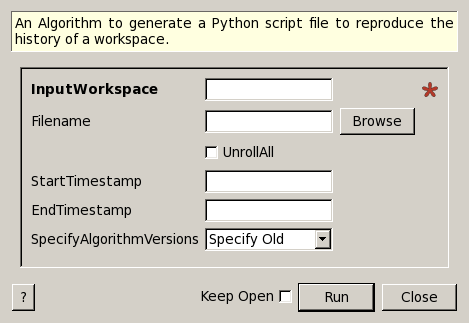 An Algorithm to generate a Python script file to reproduce the
history of a workspace.
InputWorkspace
Filename
Browse
UnrollAll
StartTimestamp
EndTimestamp
SpecifyAlgorithmVersions Specify Old
? Keep Open Run Close